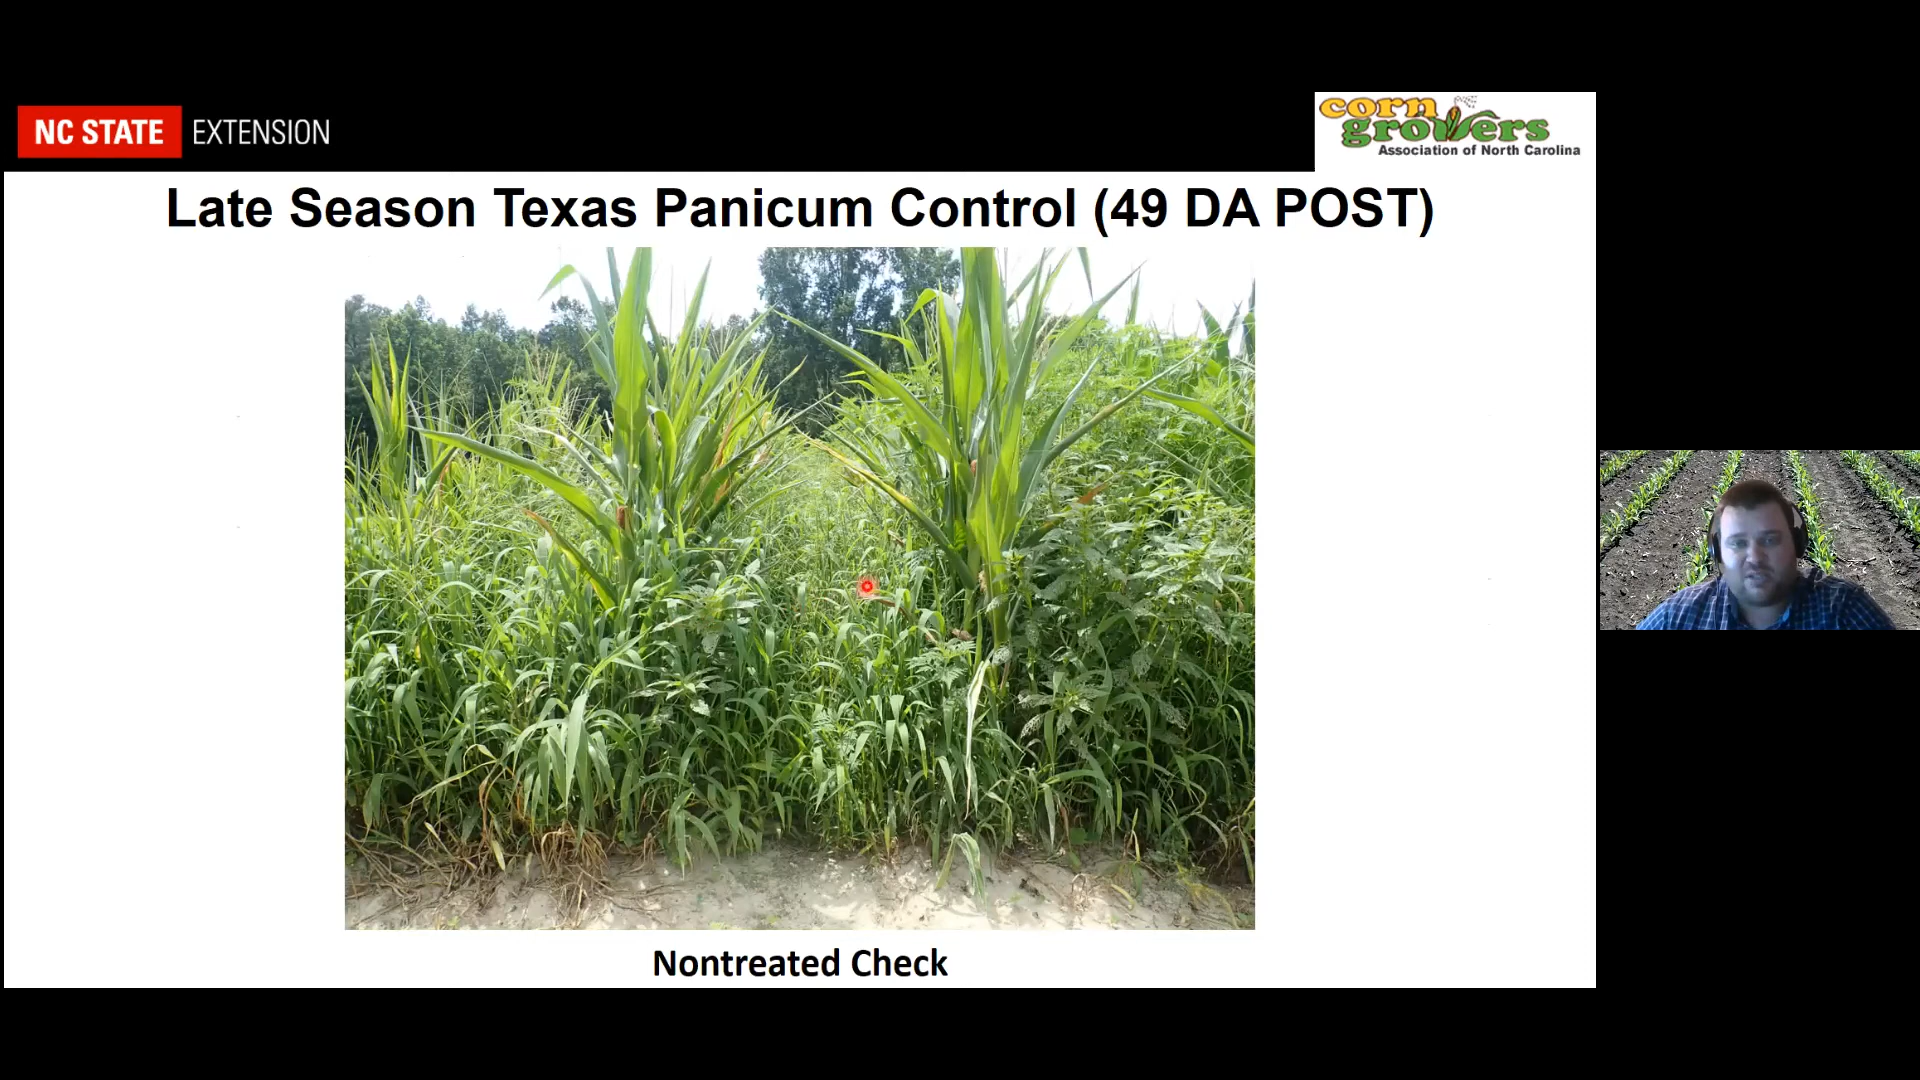 NC STATE EXTENSION
corn
growers
Association of North Carolina
Late Season Texas Panicum Control (49 DA POST)
Nontreated Check